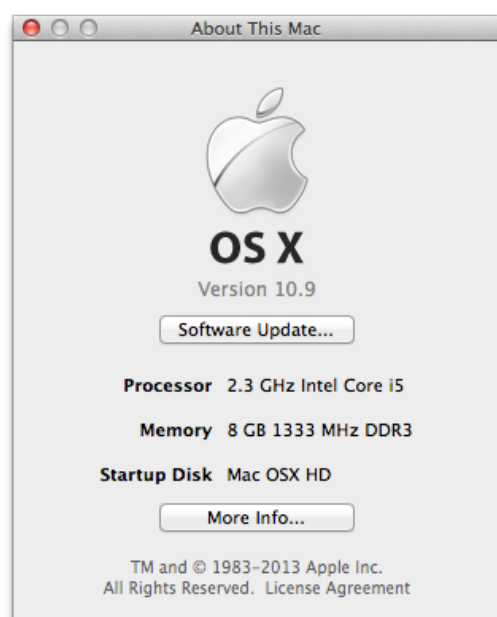 About This Mac
OS X
Version 10.9
Software Update...
Processor 2.3 GHz Intel Core i5
Memory 8 GB 1333 MHz DDR3
Startup Disk Mac OSX HD
More Info...
TM and © 1983–2013 Apple Inc.
All Rights Reserved. License Agreement